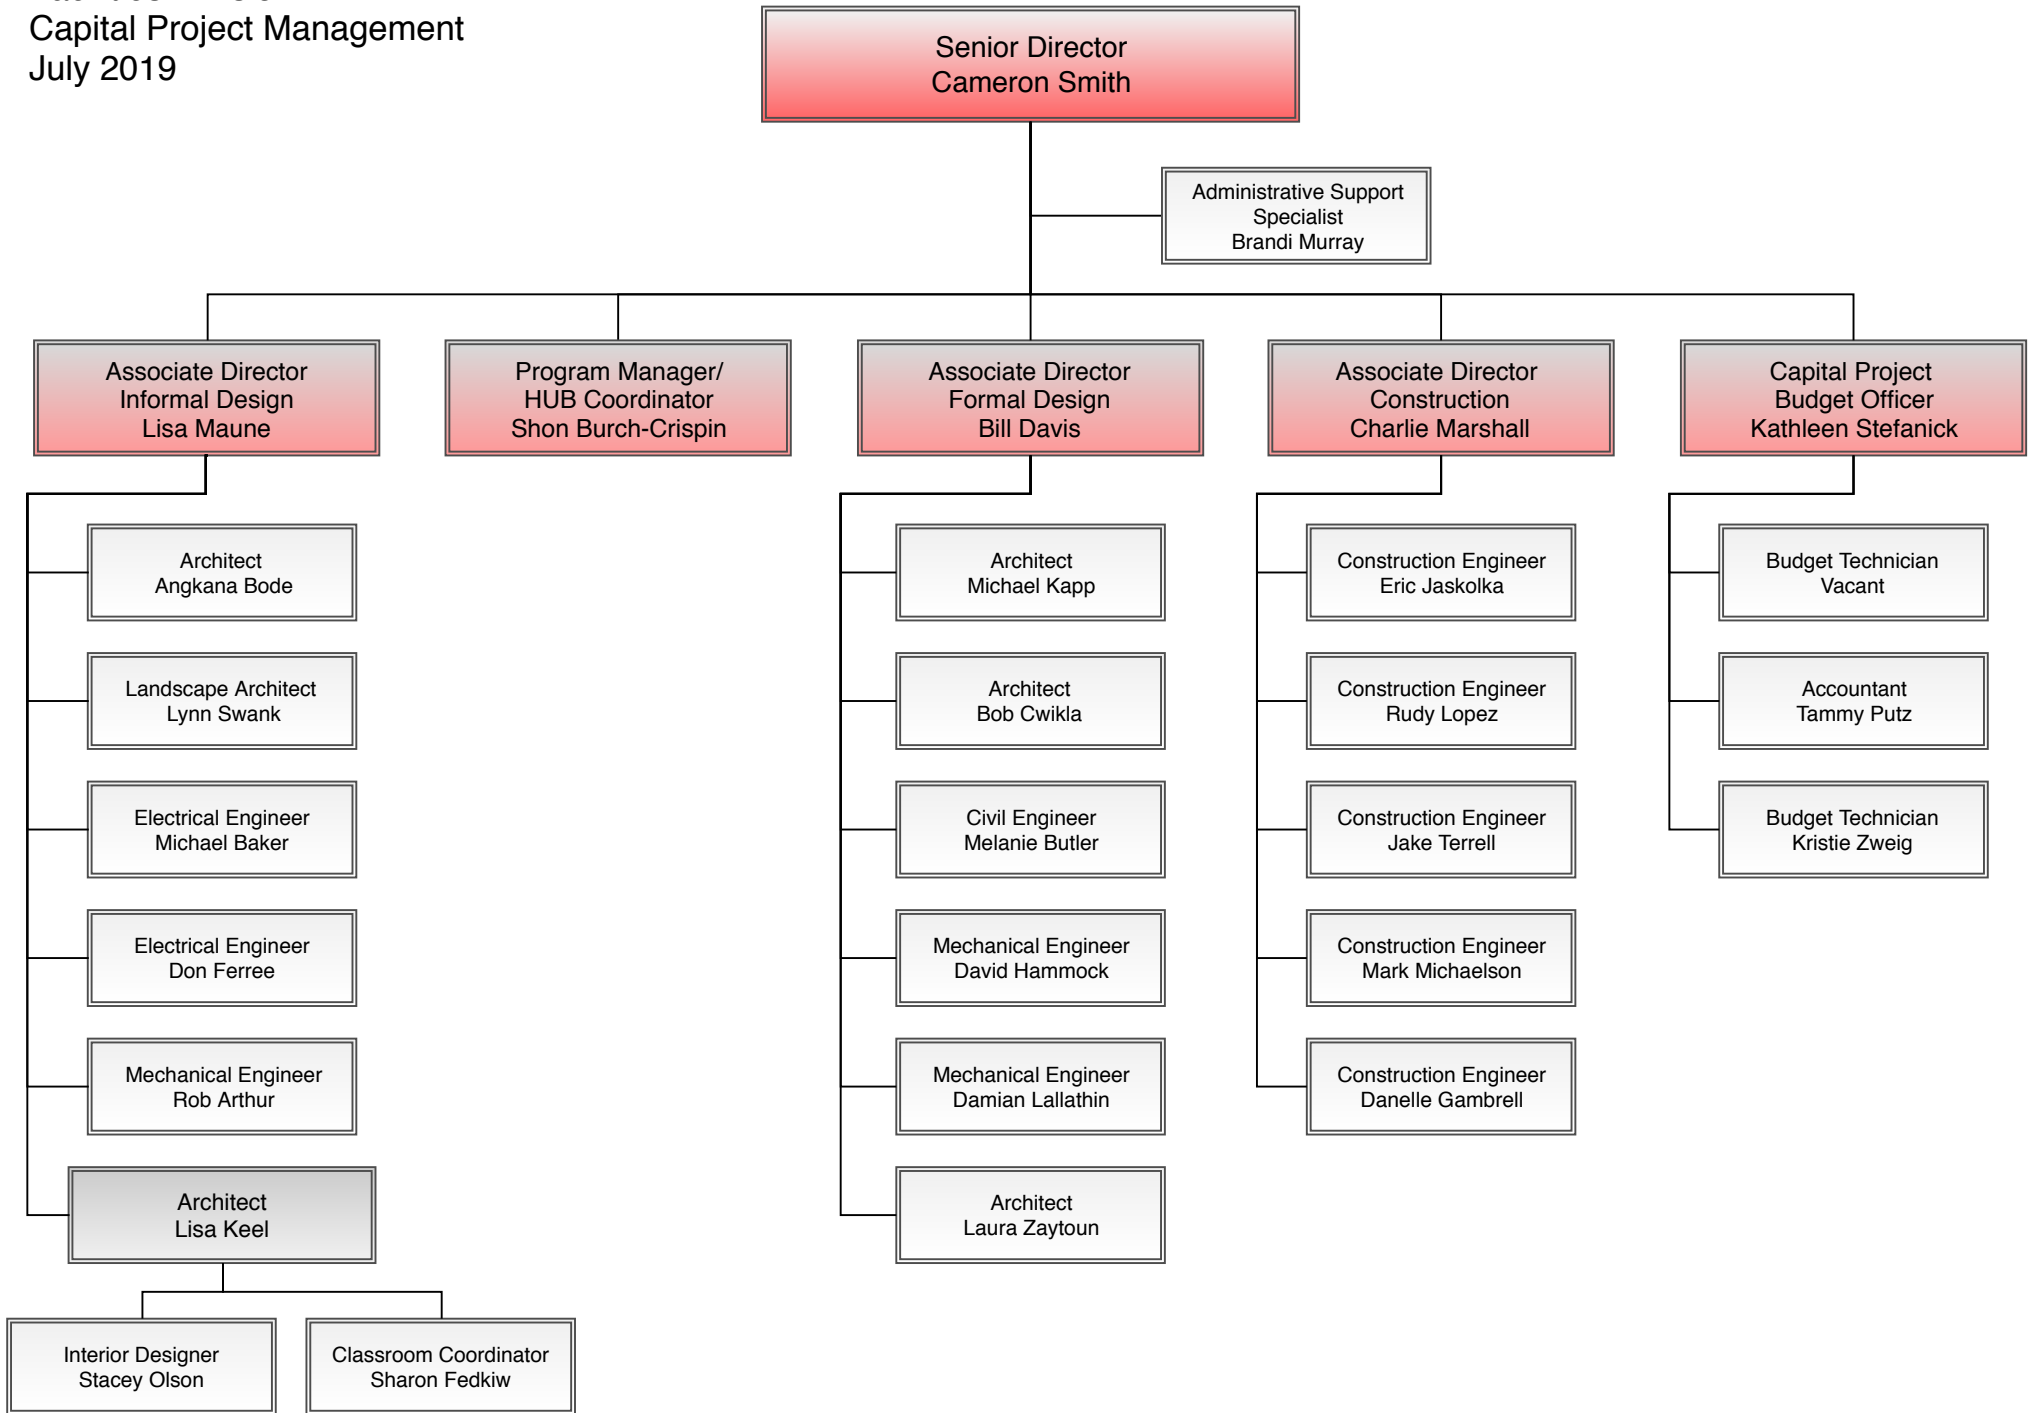 Capital Project Management
July 2019
Senior Director
Cameron Smith
Administrative Support
Specialist
Brandi Murray
Associate Director
Informal Design
Lisa Maune
Program Manager/
HUB Coordinator
Shon Burch-Crispin
Associate Director
Formal Design
Bill Davis
Associate Director
Construction
Charlie Marshall
Capital Project
Budget Officer
Kathleen Stefanick
Architect
Angkana Bode
Landscape Architect
Lynn Swank
Electrical Engineer
Michael Baker
Electrical Engineer
Don Ferree
Mechanical Engineer
Rob Arthur
Architect
Lisa Keel
Interior Designer
Stacey Olson
Classroom Coordinator
Sharon Fedkiw
Architect
Michael Kapp
Architect
Bob Cwikla
Civil Engineer
Melanie Butler
Mechanical Engineer
David Hammock
Mechanical Engineer
Damian Lallathin
Architect
Laura Zaytoun
Construction Engineer
Eric Jaskolka
Construction Engineer
Rudy Lopez
Construction Engineer
Jake Terrell
Construction Engineer
Mark Michaelson
Construction Engineer
Danelle Gambrell
Budget Technician
Vacant
Accountant
Tammy Putz
Budget Technician
Kristie Zweig